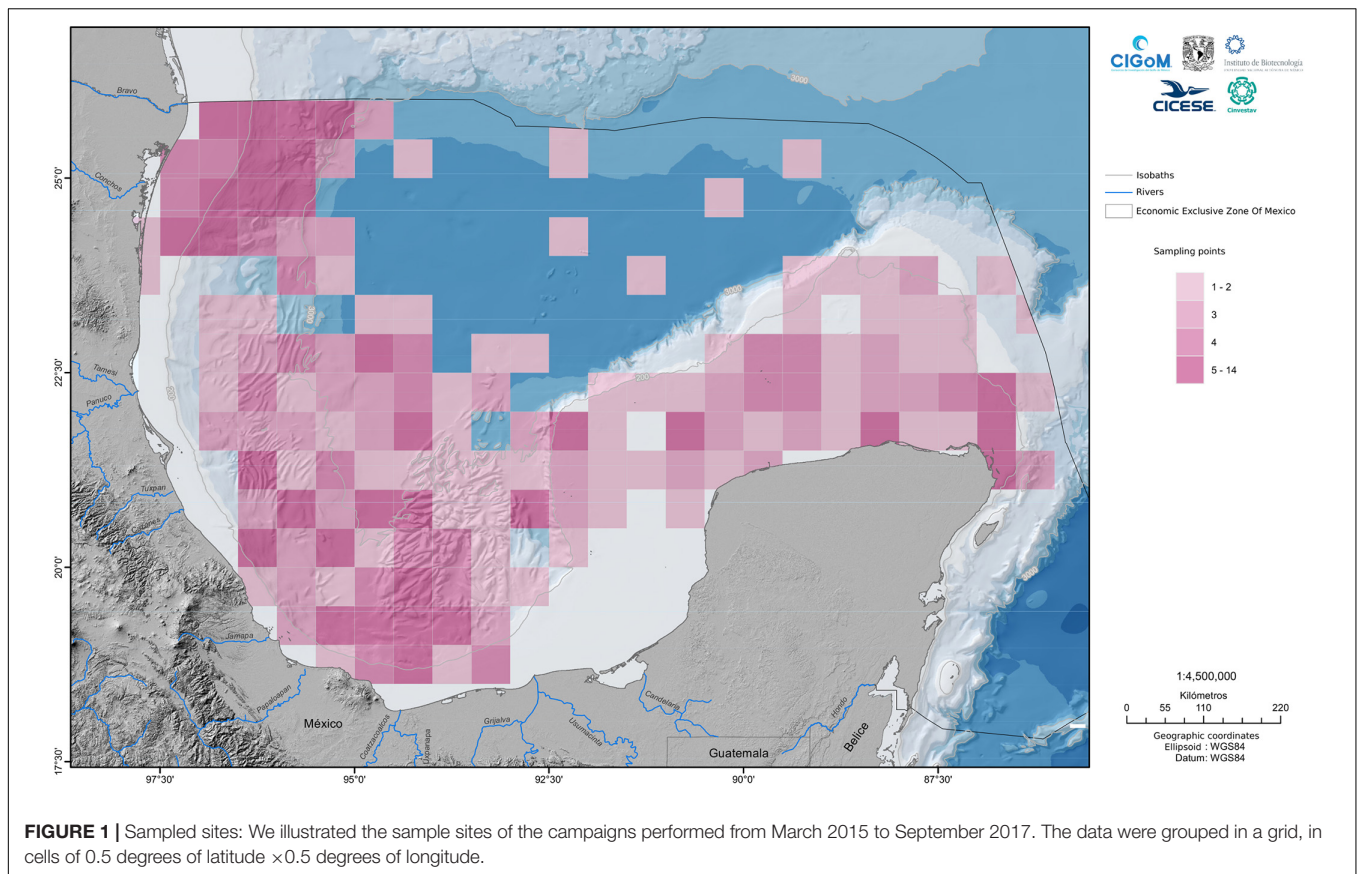 CIGoM
Instituto de Biotecnología
CICESE
Cinvestav
Isobaths
Rivers
Economic Exclusive Zone Of Mexico
Sampling points
1 - 2
3
4
5 - 14
1:4,500,000
Kilómetros
0 55 110 220
Geographic coordinates
Ellipsoid : WGS84
Datum: WGS84
3000
Bravo
25°0'
Conchos
3000
3000
22°30'
200
Tamesi
Panuco
200
Tuxpan
20°0'
3000
Jamapa
Papaloapan
México
Coatzacoalcos
Uxpanapa
Grijalva
Usumacinta
Candelaria
Hondo
Guatemala
Belice
17°30'
97°30' 95°0' 92°30' 90°0' 87°30'
FIGURE 1 | Sampled sites: We illustrated the sample sites of the campaigns performed from March 2015 to September 2017. The data were grouped in a grid, in
cells of 0.5 degrees of latitude ×0.5 degrees of longitude.